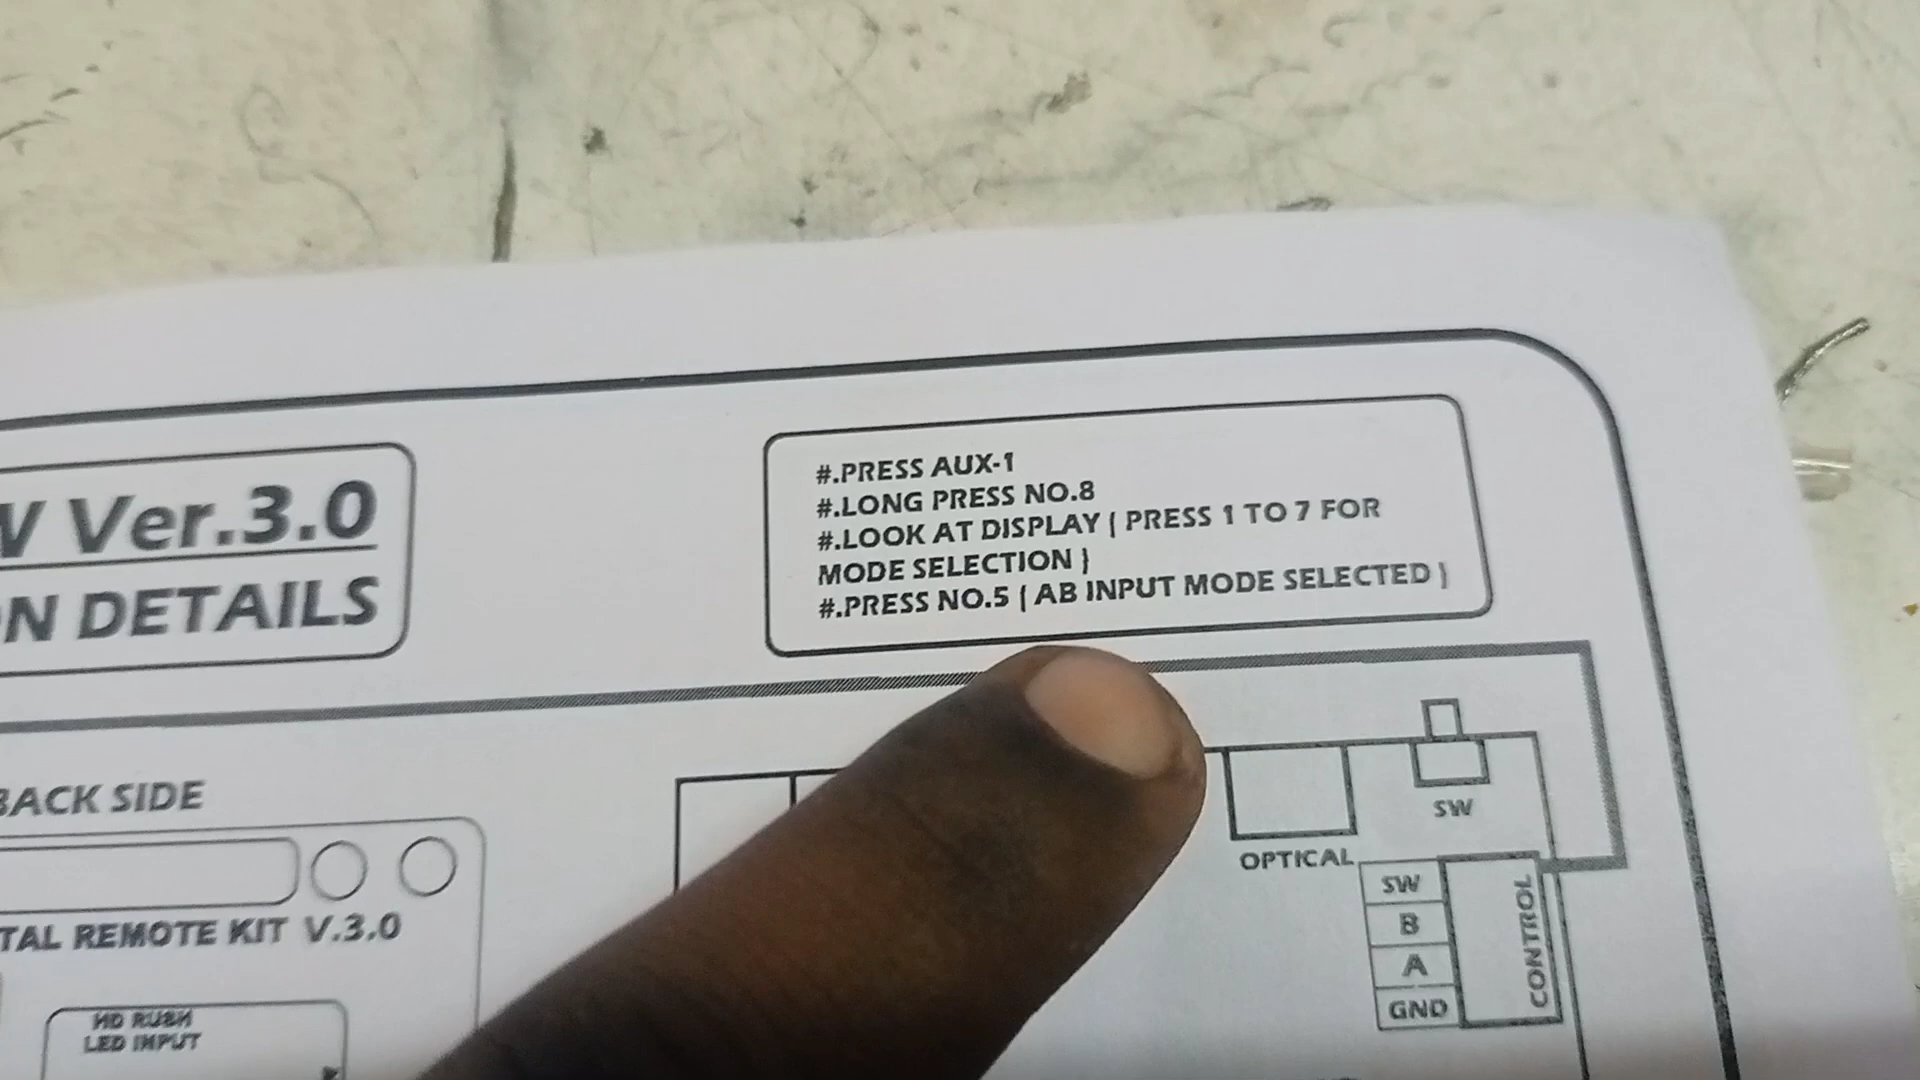 Ver.3.0
N DETAILS
#.PRESS AUX-1
#.LONG PRESS NO.8
#.LOOK AT DISPLAY ( PRESS 1 TO 7 FOR
MODE SELECTION )
#.PRESS NO.5 ( AB INPUT MODE SELECTED )
BACK SIDE
TAL REMOTE KIT V.3.0
HD RUSH
LED INPUT
OPTICAL
SW
SW
B
A
GND
CONTROL